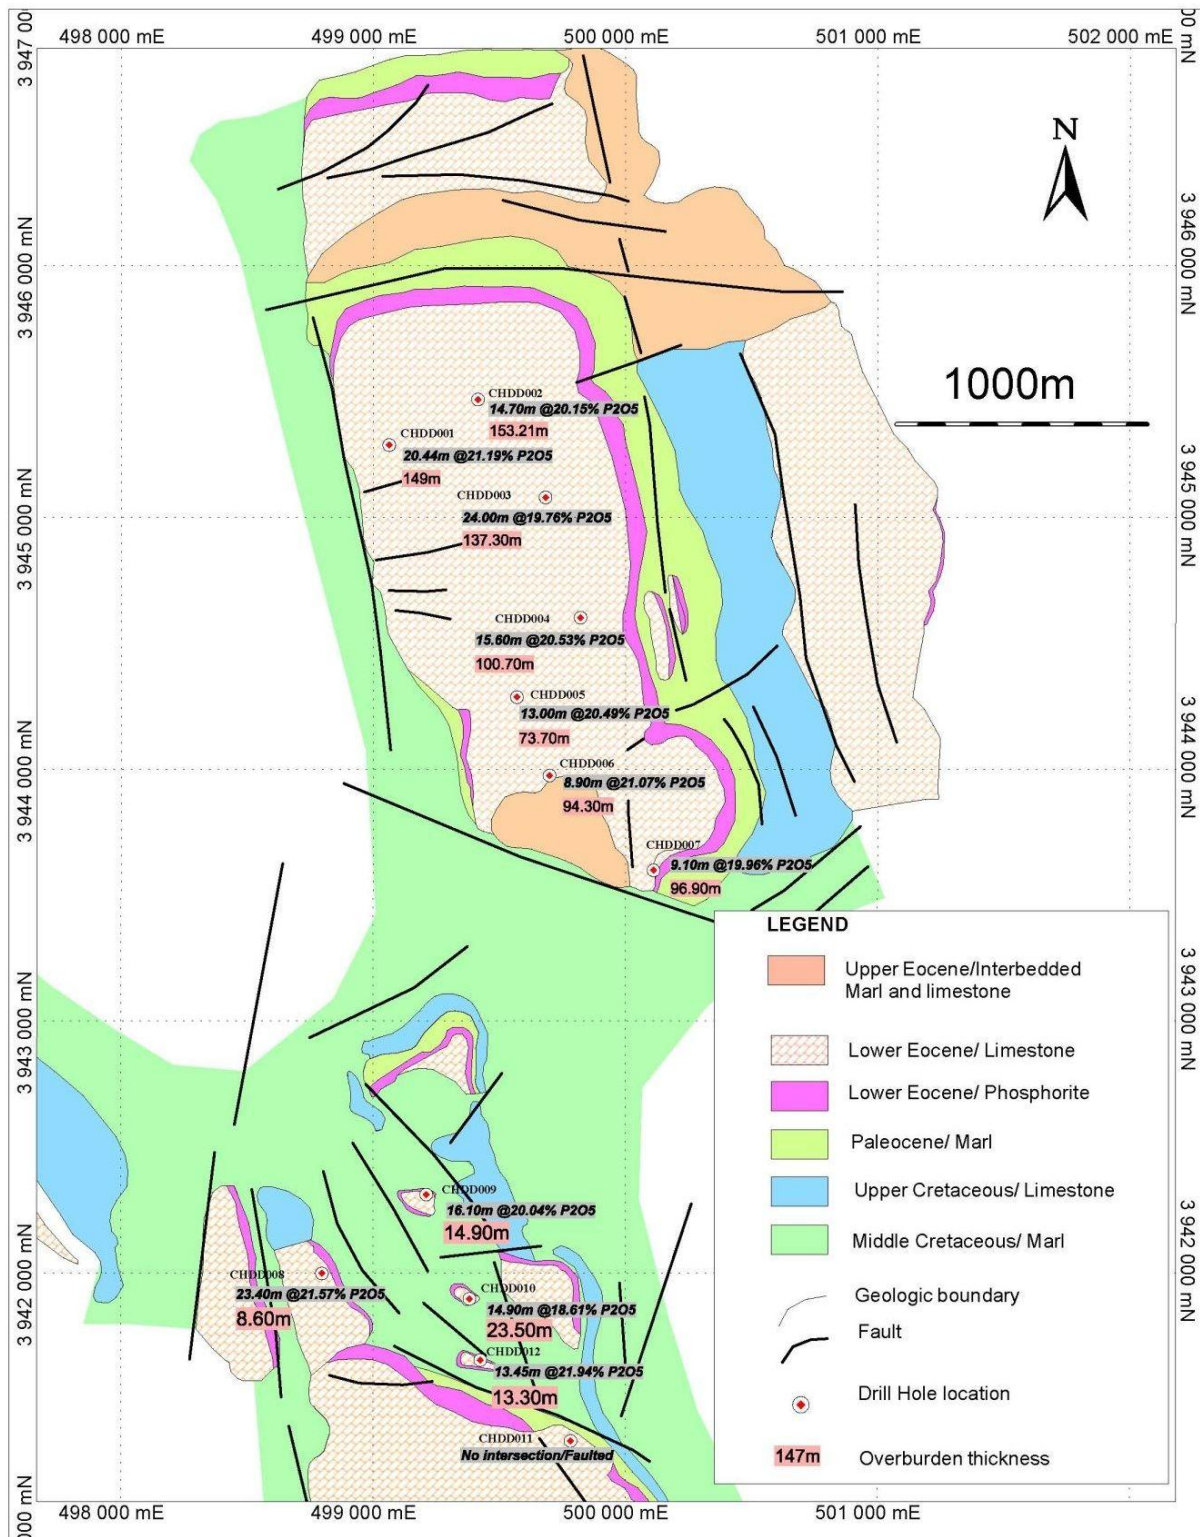 498 000 mE
499 000 mE
500 000 mE
501 000 mE
502 000 mE
3 947 00
00 mN
N
3 946 000 mN
3 946 000 mN
1000m
CHDD002
14.70m @20.15% P2O5
153.21m
CHDD001
20.44m @21.19% P2O5
149m
CHDD003
24.00m @19.76% P2O5
137.30m
3 945 000 mN
3 945 000 mN
CHDD004
15.60m @20.53% P2O5
100.70m
CHDD005
13.00m @20.49% P2O5
73.70m
3 944 000 mN
3 944 000 mN
CHDD006
8.90m @21.07% P2O5
94.30m
CHDD007
9.10m @19.96% P2O5
96.90m
3 943 000 mN
3 943 000 mN
CHDD009
16.10m @20.04% P2O5
14.90m
3 942 000 mN
3 942 000 mN
CHDD008
23.40m @21.57% P2O5
8.60m
CHDD010
14.90m @18.61% P2O5
23.50m
CHDD012
13.45m @21.94% P2O5
13.30m
CHDD011
No intersection/Faulted
LEGEND
Upper Eocene/Interbedded
Marl and limestone
Lower Eocene/ Limestone
Lower Eocene/ Phosphorite
Paleocene/ Marl
Upper Cretaceous/ Limestone
Middle Cretaceous/ Marl
Geologic boundary
Fault
Drill Hole location
147m
Overburden thickness
000 mN
000 mN
498 000 mE
499 000 mE
500 000 mE
501 000 mE
502 000 mE